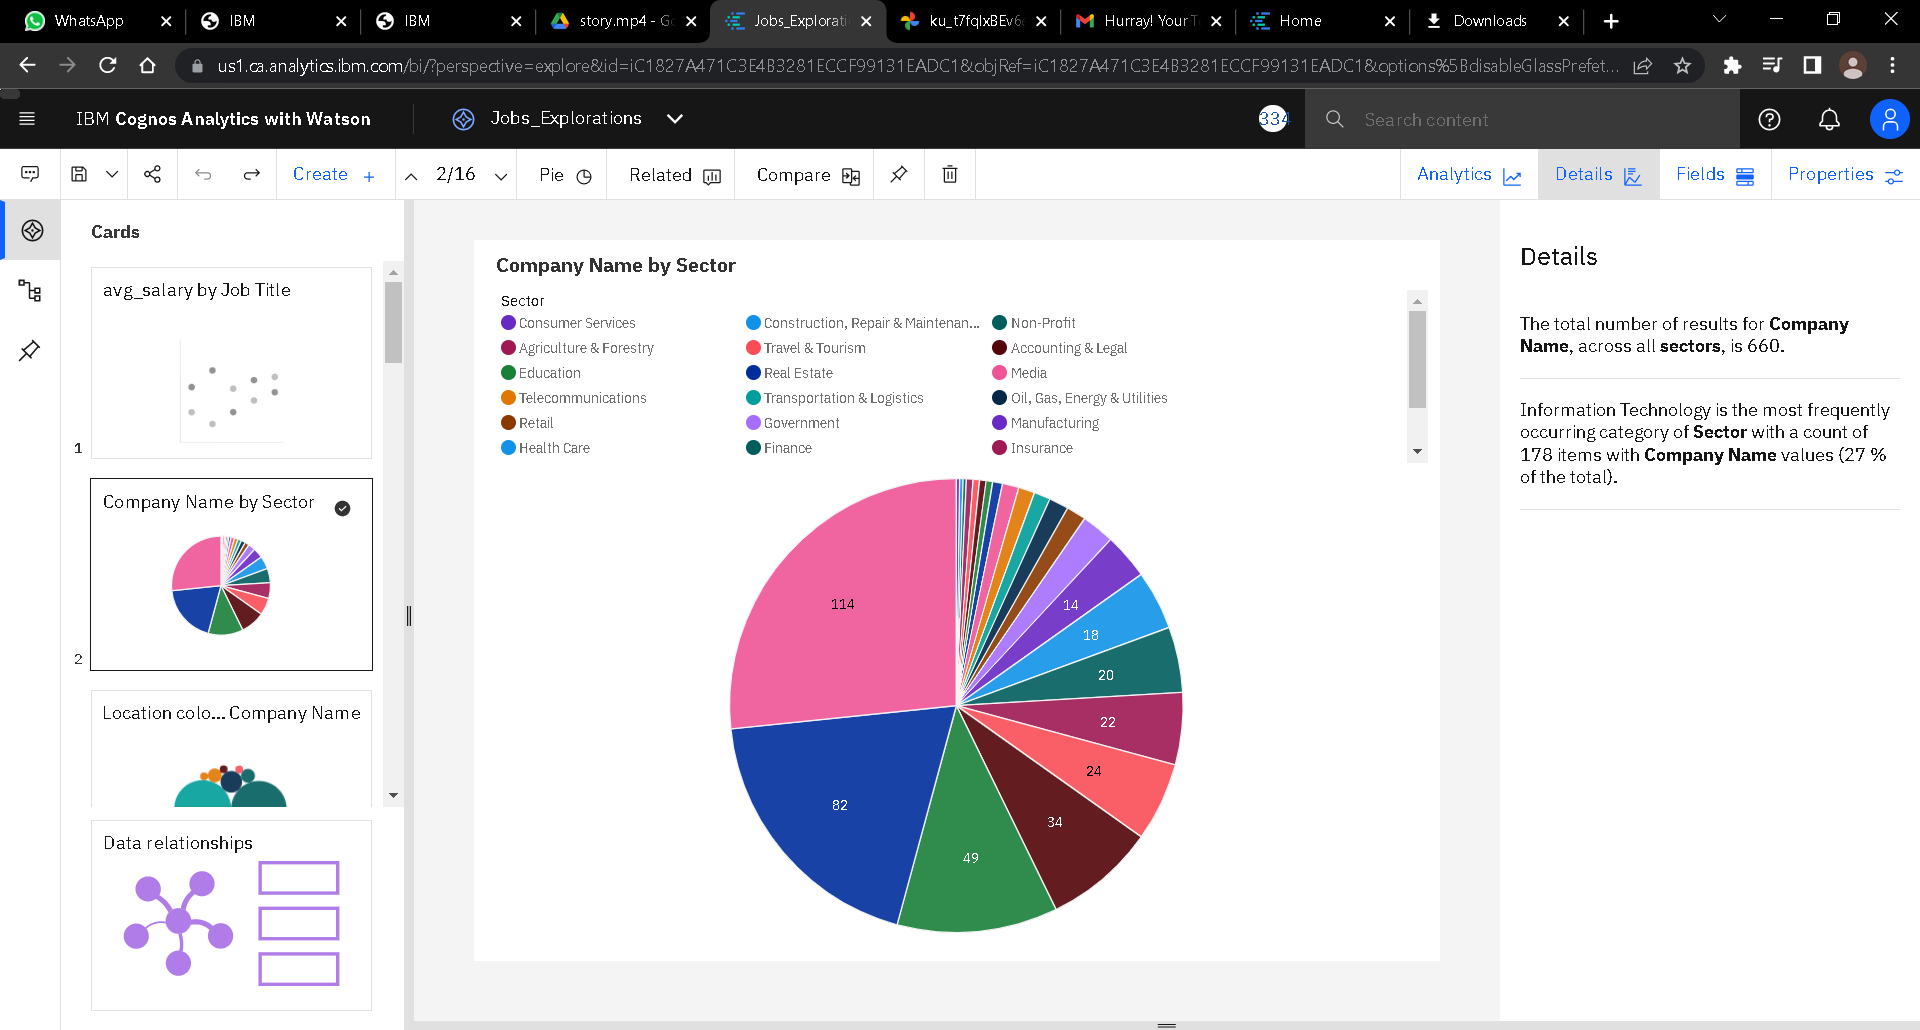 WhatsApp
IBM
IBM
story.mp4 - Go
Jobs_Explorati
ku_t7fqIxBEv6
Hurray! Your T
Home
Downloads
us1.ca.analytics.ibm.com/bi/?perspective=explore&id=iC1827A471C3E4B3281ECCF99131EADC1&objRef=iC1827A471C3E4B3281ECCF99131EADC1&options%5BdisableGlassPrefet...
IBM Cognos Analytics with Watson
Jobs_Explorations
334
Search content
Create
2/16
Pie
Related
Compare
Analytics
Details
Fields
Properties
Cards
avg_salary by Job Title
1
Company Name by Sector
2
Location colo... Company Name
Data relationships
Company Name by Sector
Sector
Consumer Services
Construction, Repair & Maintenan...
Non-Profit
Agriculture & Forestry
Travel & Tourism
Accounting & Legal
Education
Real Estate
Media
Telecommunications
Transportation & Logistics
Oil, Gas, Energy & Utilities
Retail
Government
Manufacturing
Health Care
Finance
Insurance
114
14
18
20
22
24
34
49
82
Details
The total number of results for Company
Name, across all sectors, is 660.
Information Technology is the most frequently
occurring category of Sector with a count of
178 items with Company Name values (27 %
of the total).